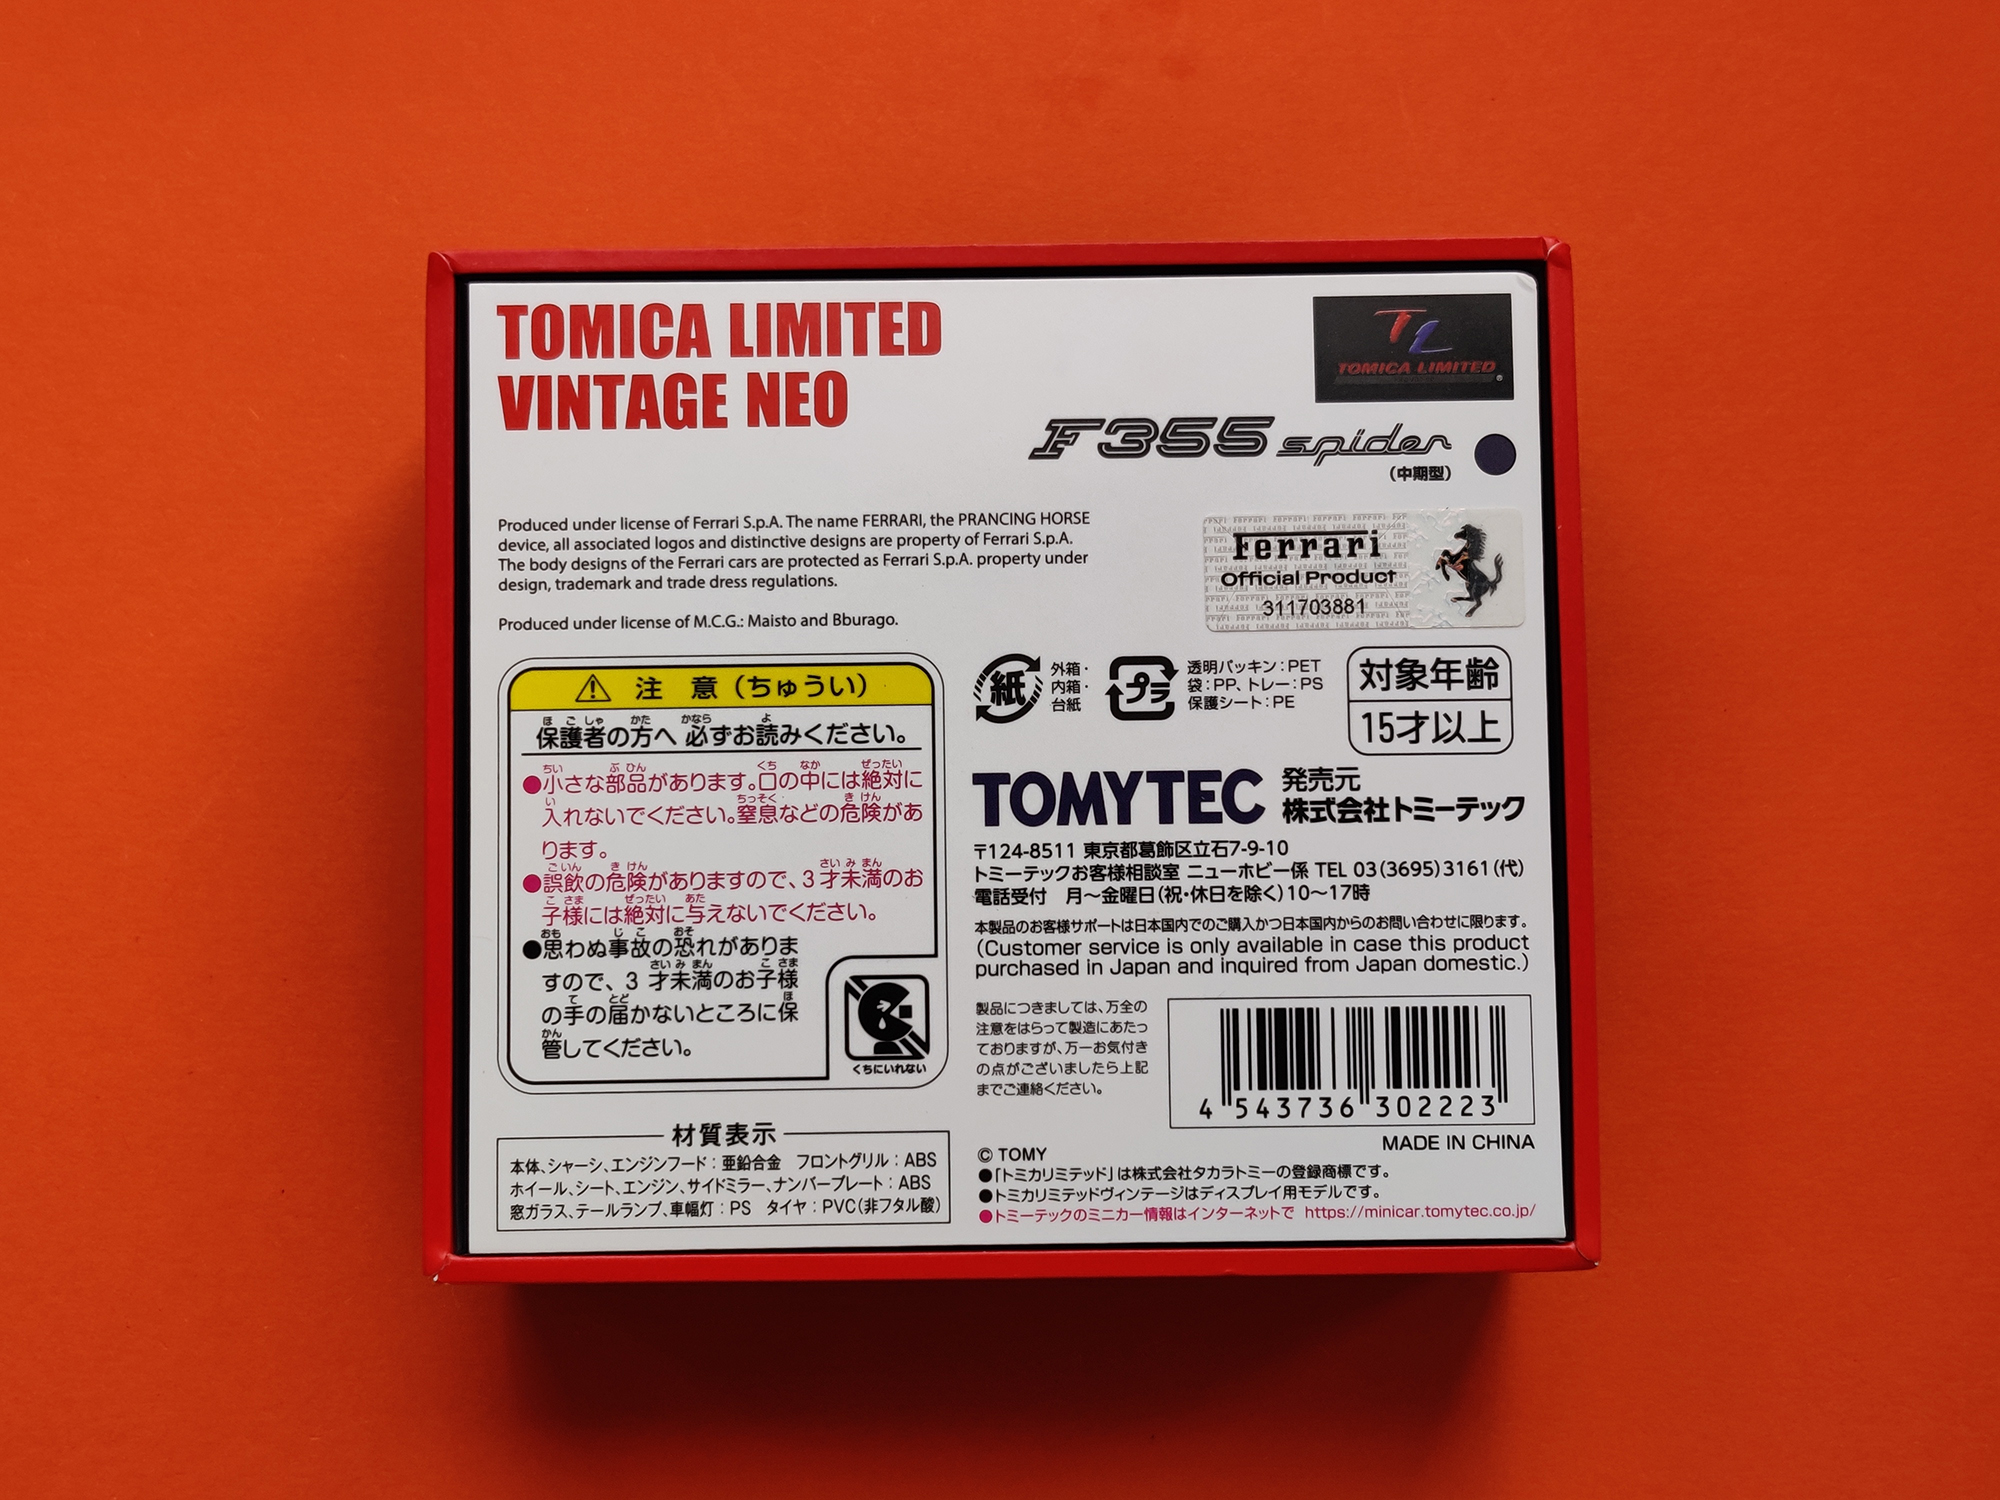 TOMICA LIMITED
VINTAGE NEO
TL
TOMICA LIMITED
F355 spider
（中期型）
Produced under license of Ferrari S.p.A. The name FERRARI, the PRANCING HORSE
device, all associated logos and distinctive designs are property of Ferrari S.p.A.
The body designs of the Ferrari cars are protected as Ferrari S.p.A. property under
design, trademark and trade dress regulations.
Produced under license of M.C.G.: Maisto and Bburago.
Ferrari
Official Product
311703881
注 意（ちゅうい）
保護者の方へ 必ずお読みください。
●小さな部品があります。口の中には絶対に
入れないでください。窒息などの危険があ
ります。
●誤飲の危険がありますので、3才未満のお
子様には絶対に与えないでください。
●思わぬ事故の恐れがありま
すので、3 才未満のお子様
の手の届かないところに保
管してください。
くちにいれない
紙
外箱・
内箱・
台紙
プラ
透明パッキン：PET
袋：PP、トレー：PS
保護シート：PE
対象年齢
15才以上
TOMYTEC
発売元
株式会社トミーテック
〒124-8511 東京都葛飾区立石7-9-10
トミーテックお客様相談室 ニューホビー係 TEL 03(3695)3161(代)
電話受付 月〜金曜日(祝・休日を除く)10〜17時
本製品のお客様サポートは日本国内でのご購入かつ日本国内からのお問い合わせに限ります。
(Customer service is only available in case this product
purchased in Japan and inquired from Japan domestic.)
製品につきましては、万全の
注意をはらって製造にあたっ
ておりますが、万一お気付き
の点がございましたら上記
までご連絡ください。
4 543736 302223
MADE IN CHINA
材質表示
本体、シャーシ、エンジンフード：亜鉛合金 フロントグリル：ABS
ホイール、シート、エンジン、サイドミラー、ナンバープレート：ABS
窓ガラス、テールランプ、車幅灯：PS タイヤ：PVC(非フタル酸)
© TOMY
●「トミカリミテッド」は株式会社タカラトミーの登録商標です。
●トミカリミテッドヴィンテージはディスプレイ用モデルです。
●トミーテックのミニカー情報はインターネットで https://minicar.tomytec.co.jp/